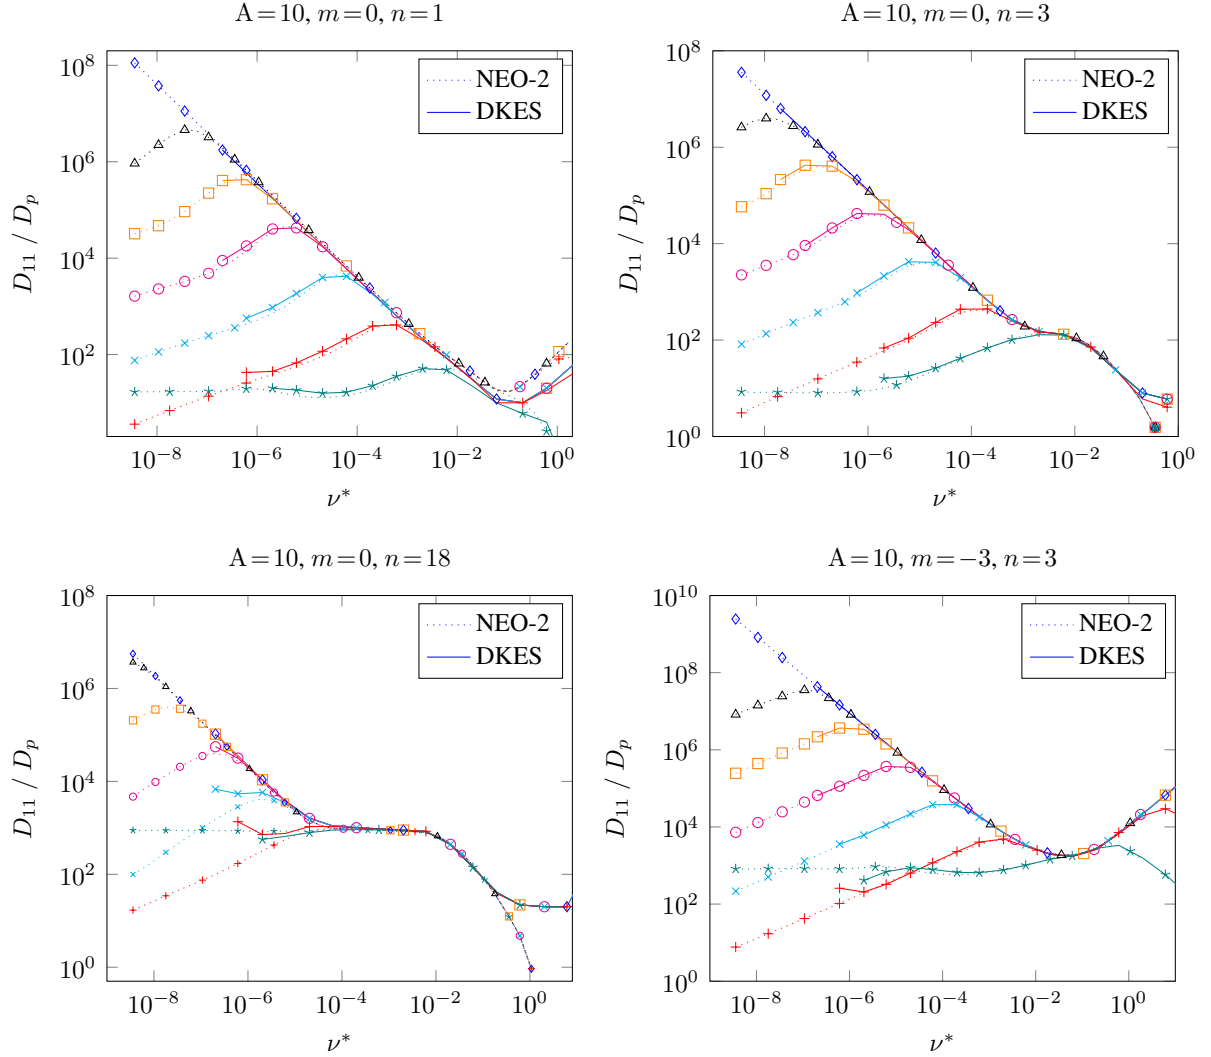 A=10, m=0, n=1
10^8
10^6
10^4
10^2
D_11 / D_p
NEO-2
DKES
10^−8 10^−6 10^−4 10^−2 10^0
ν*
A=10, m=0, n=3
10^8
10^6
10^4
10^2
10^0
D_11 / D_p
NEO-2
DKES
10^−8 10^−6 10^−4 10^−2 10^0
ν*
A=10, m=0, n=18
10^8
10^6
10^4
10^2
10^0
D_11 / D_p
NEO-2
DKES
10^−8 10^−6 10^−4 10^−2 10^0
ν*
A=10, m=−3, n=3
10^10
10^8
10^6
10^4
10^2
10^0
D_11 / D_p
NEO-2
DKES
10^−8 10^−6 10^−4 10^−2 10^0
ν*